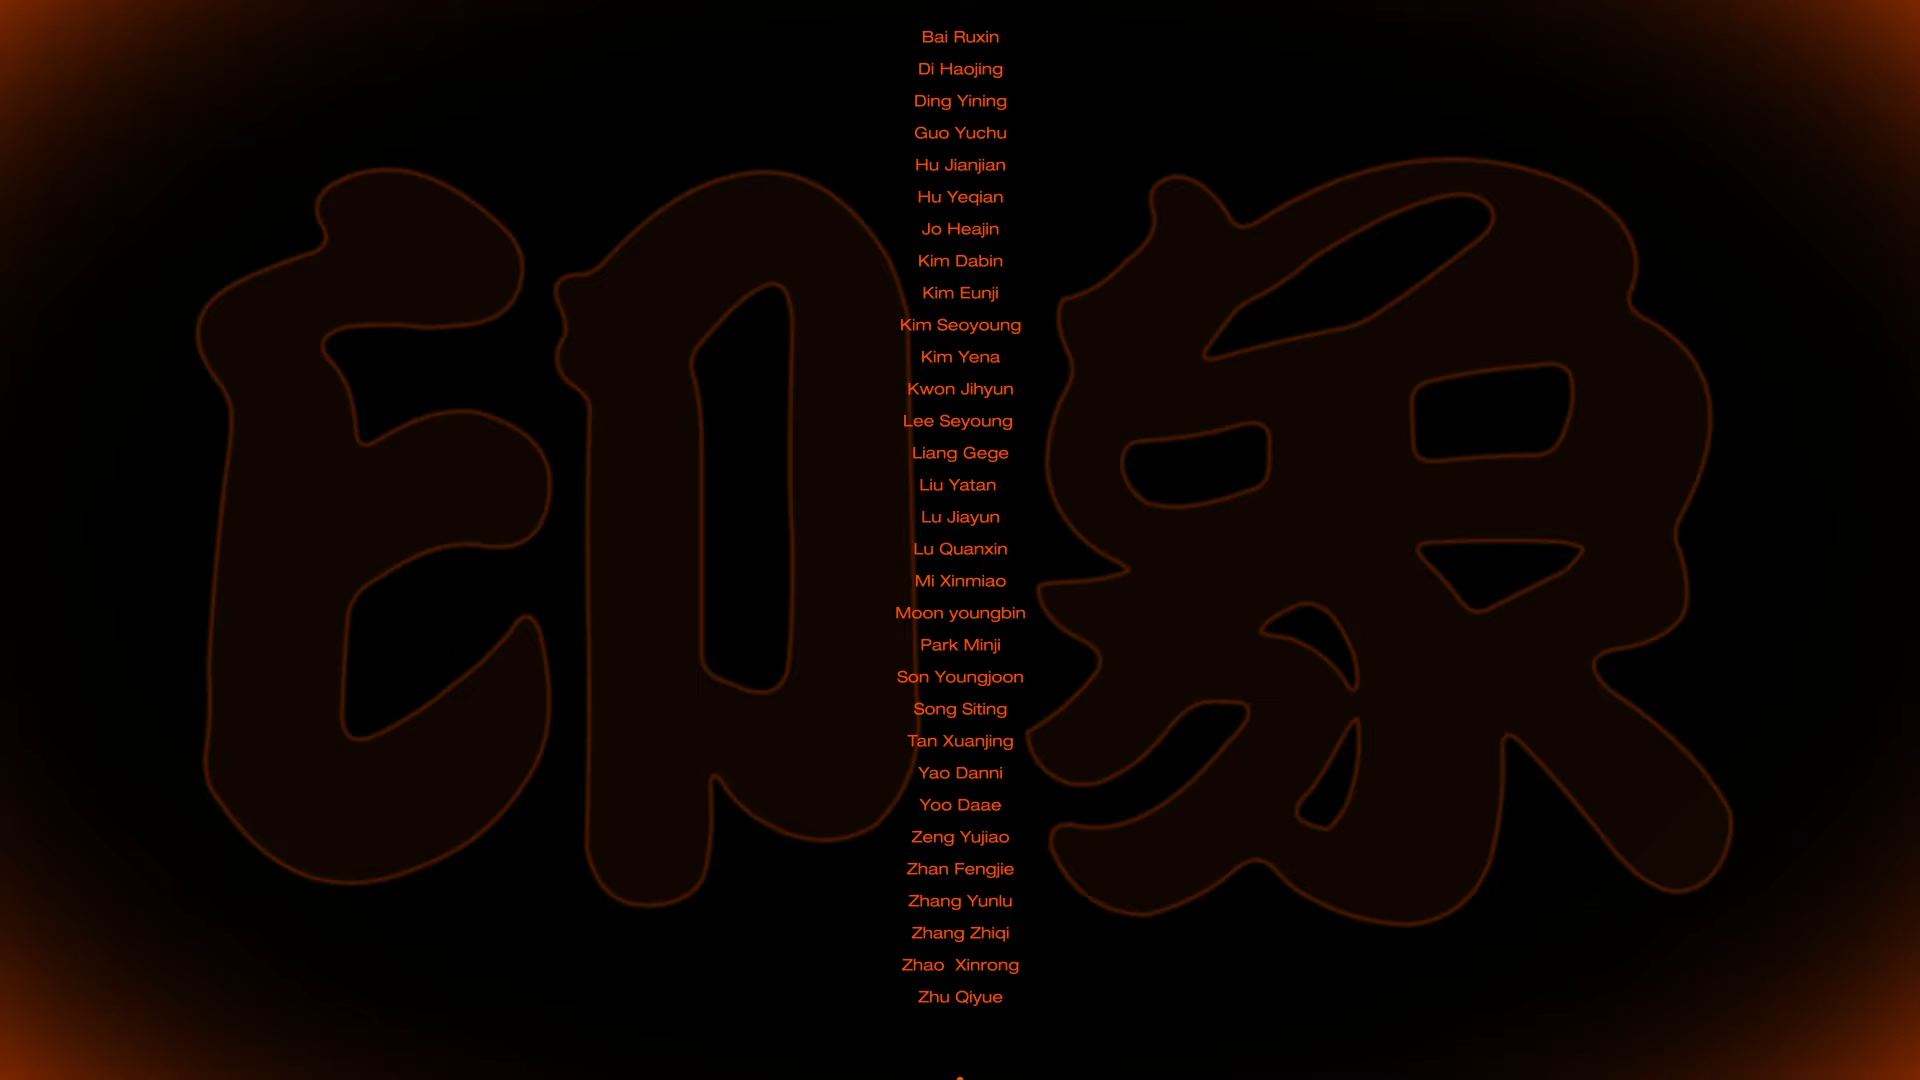 印象
Bai Ruxin
Di Haojing
Ding Yining
Guo Yuchu
Hu Jianjian
Hu Yeqian
Jo Heajin
Kim Dabin
Kim Eunji
Kim Seoyoung
Kim Yena
Kwon Jihyun
Lee Seyoung
Liang Gege
Liu Yatan
Lu Jiayun
Lu Quanxin
Mi Xinmiao
Moon youngbin
Park Minji
Son Youngjoon
Song Siting
Tan Xuanjing
Yao Danni
Yoo Daae
Zeng Yujiao
Zhan Fengjie
Zhang Yunlu
Zhang Zhiqi
Zhao  Xinrong
Zhu Qiyue